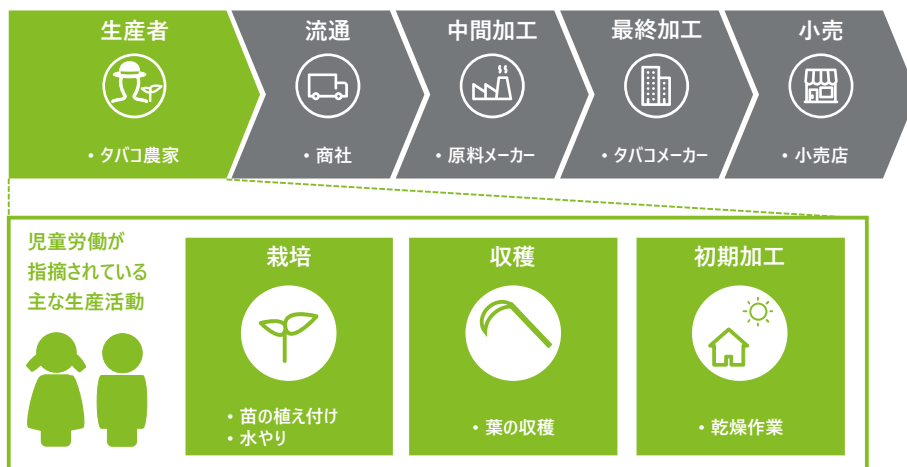 生産者
流通
中間加工
最終加工
小売
・タバコ農家
・商社
・原料メーカー
・タバコメーカー
・小売店
児童労働が
指摘されている
主な生産活動
栽培
・苗の植え付け
・水やり
収穫
・葉の収穫
初期加工
・乾燥作業